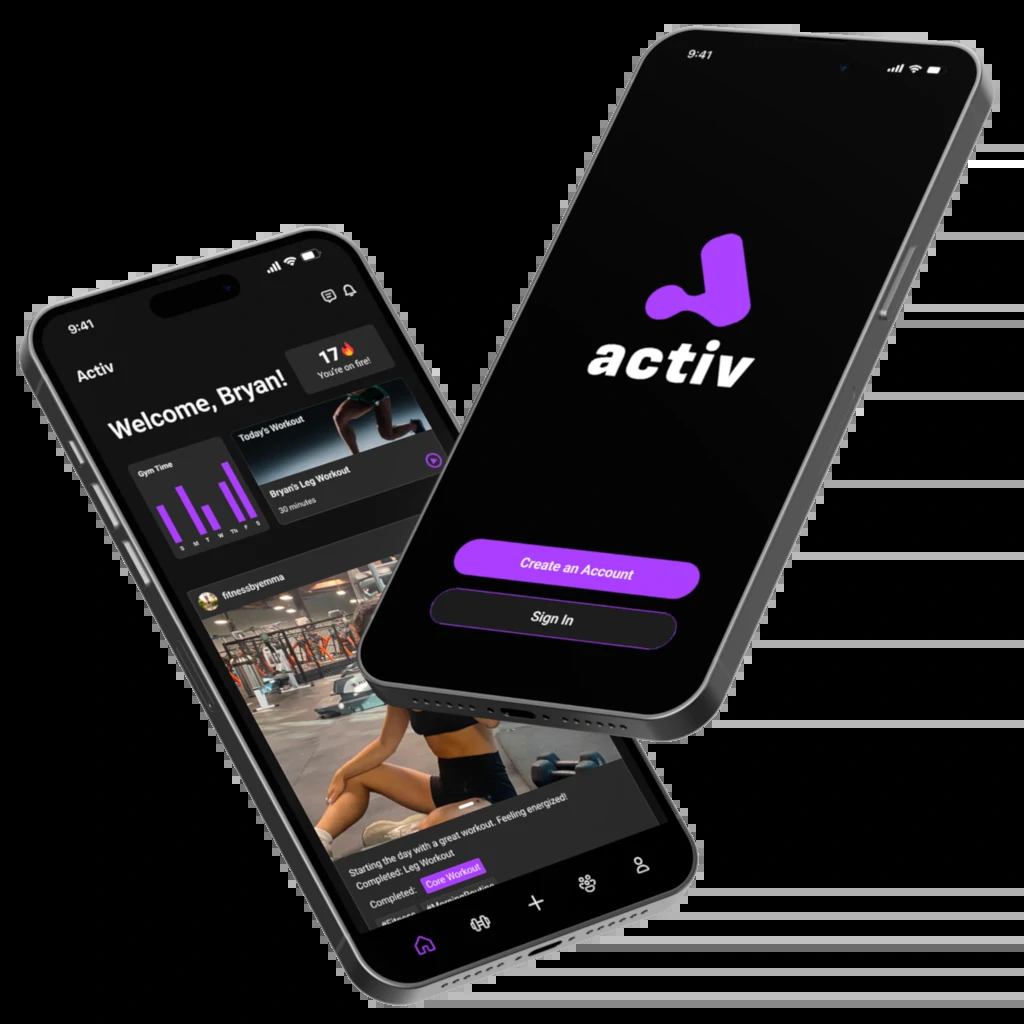 9:41
activ
Create an Account
Sign In
9:41
Activ
Welcome, Bryan!
17🔥
You're on fire!
Gym Time
S M T W Th F S
Today's Workout
Bryan's Leg Workout
30 minutes
fitnessbyemma
Starting the day with a great workout. Feeling energized!
Completed: Leg Workout
Completed: Core Workout
#Fitness #MorningRoutine